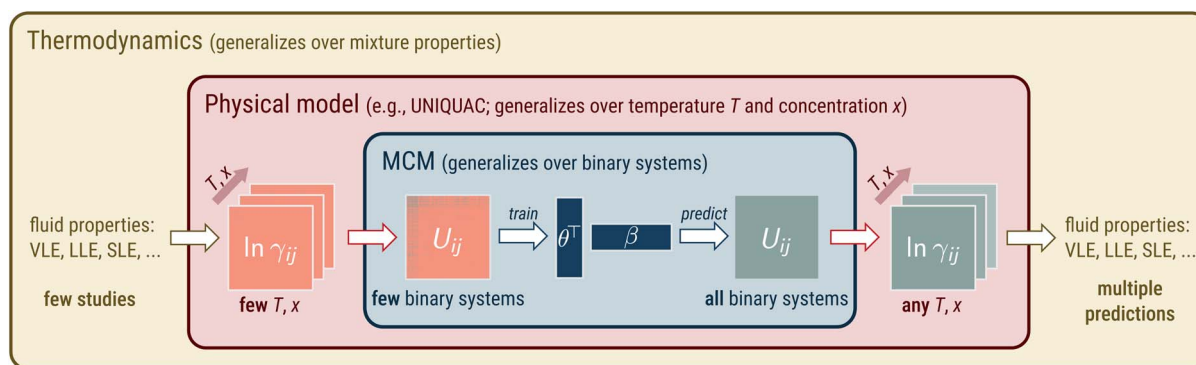 Thermodynamics (generalizes over mixture properties)
Physical model (e.g., UNIQUAC; generalizes over temperature T and concentration x)
MCM (generalizes over binary systems)
fluid properties:
VLE, LLE, SLE, ...
few studies
T, x
ln γij
few T, x
Uij
few binary systems
train
θ⊤
β
predict
Uij
all binary systems
T, x
ln γij
any T, x
fluid properties:
VLE, LLE, SLE, ...
multiple
predictions